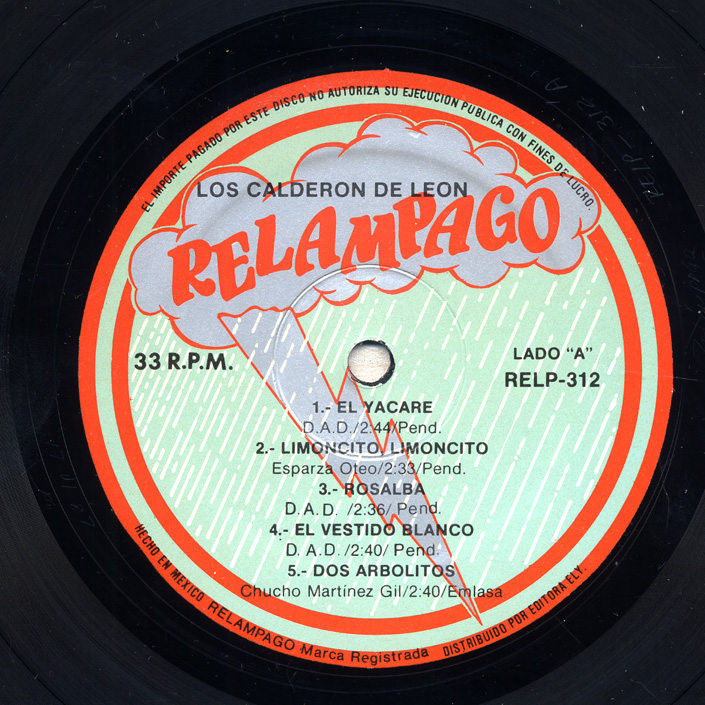 EL IMPORTE PAGADO POR ESTE DISCO NO AUTORIZA SU EJECUCION PUBLICA CON FINES DE LUCRO.
LOS CALDERON DE LEON
RELAMPAGO
33 R.P.M.
LADO "A"
RELP-312
1.- EL YACARE
D.A.D./2:44/Pend.
2.- LIMONCITO, LIMONCITO
Esparza Oteo/2:33/Pend.
3.- ROSALBA
D.A.D. /2:36/ Pend.
4.- EL VESTIDO BLANCO
D.A.D. /2:40/ Pend.
5.- DOS ARBOLITOS
Chucho Martínez Gil/2:40/Emlasa
HECHO EN MEXICO RELAMPAGO Marca Registrada DISTRIBUIDO POR EDITORA ELY.